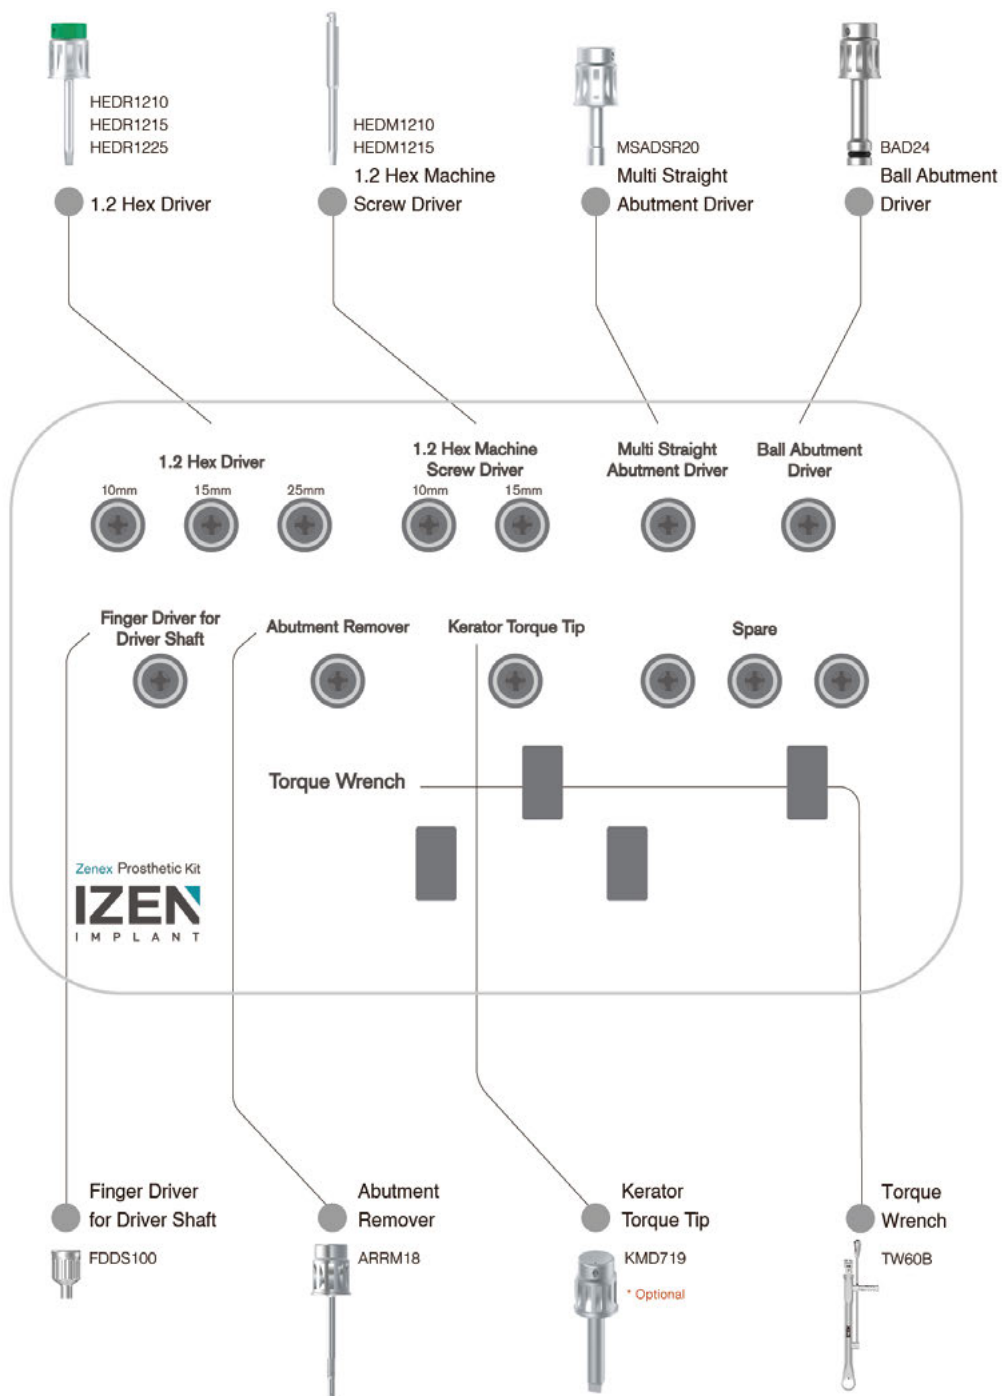 HEDR1210
HEDR1215
HEDR1225
1.2 Hex Driver
HEDM1210
HEDM1215
1.2 Hex Machine
Screw Driver
MSADSR20
Multi Straight
Abutment Driver
BAD24
Ball Abutment
Driver
1.2 Hex Driver
10mm
15mm
25mm
1.2 Hex Machine
Screw Driver
10mm
15mm
Multi Straight
Abutment Driver
Ball Abutment
Driver
Finger Driver for
Driver Shaft
Abutment Remover
Kerator Torque Tip
Spare
Torque Wrench
Zenex Prosthetic Kit
IZEN
IMPLANT
Finger Driver
for Driver Shaft
FDDS100
Abutment
Remover
ARRM18
Kerator
Torque Tip
KMD719
* Optional
Torque
Wrench
TW60B